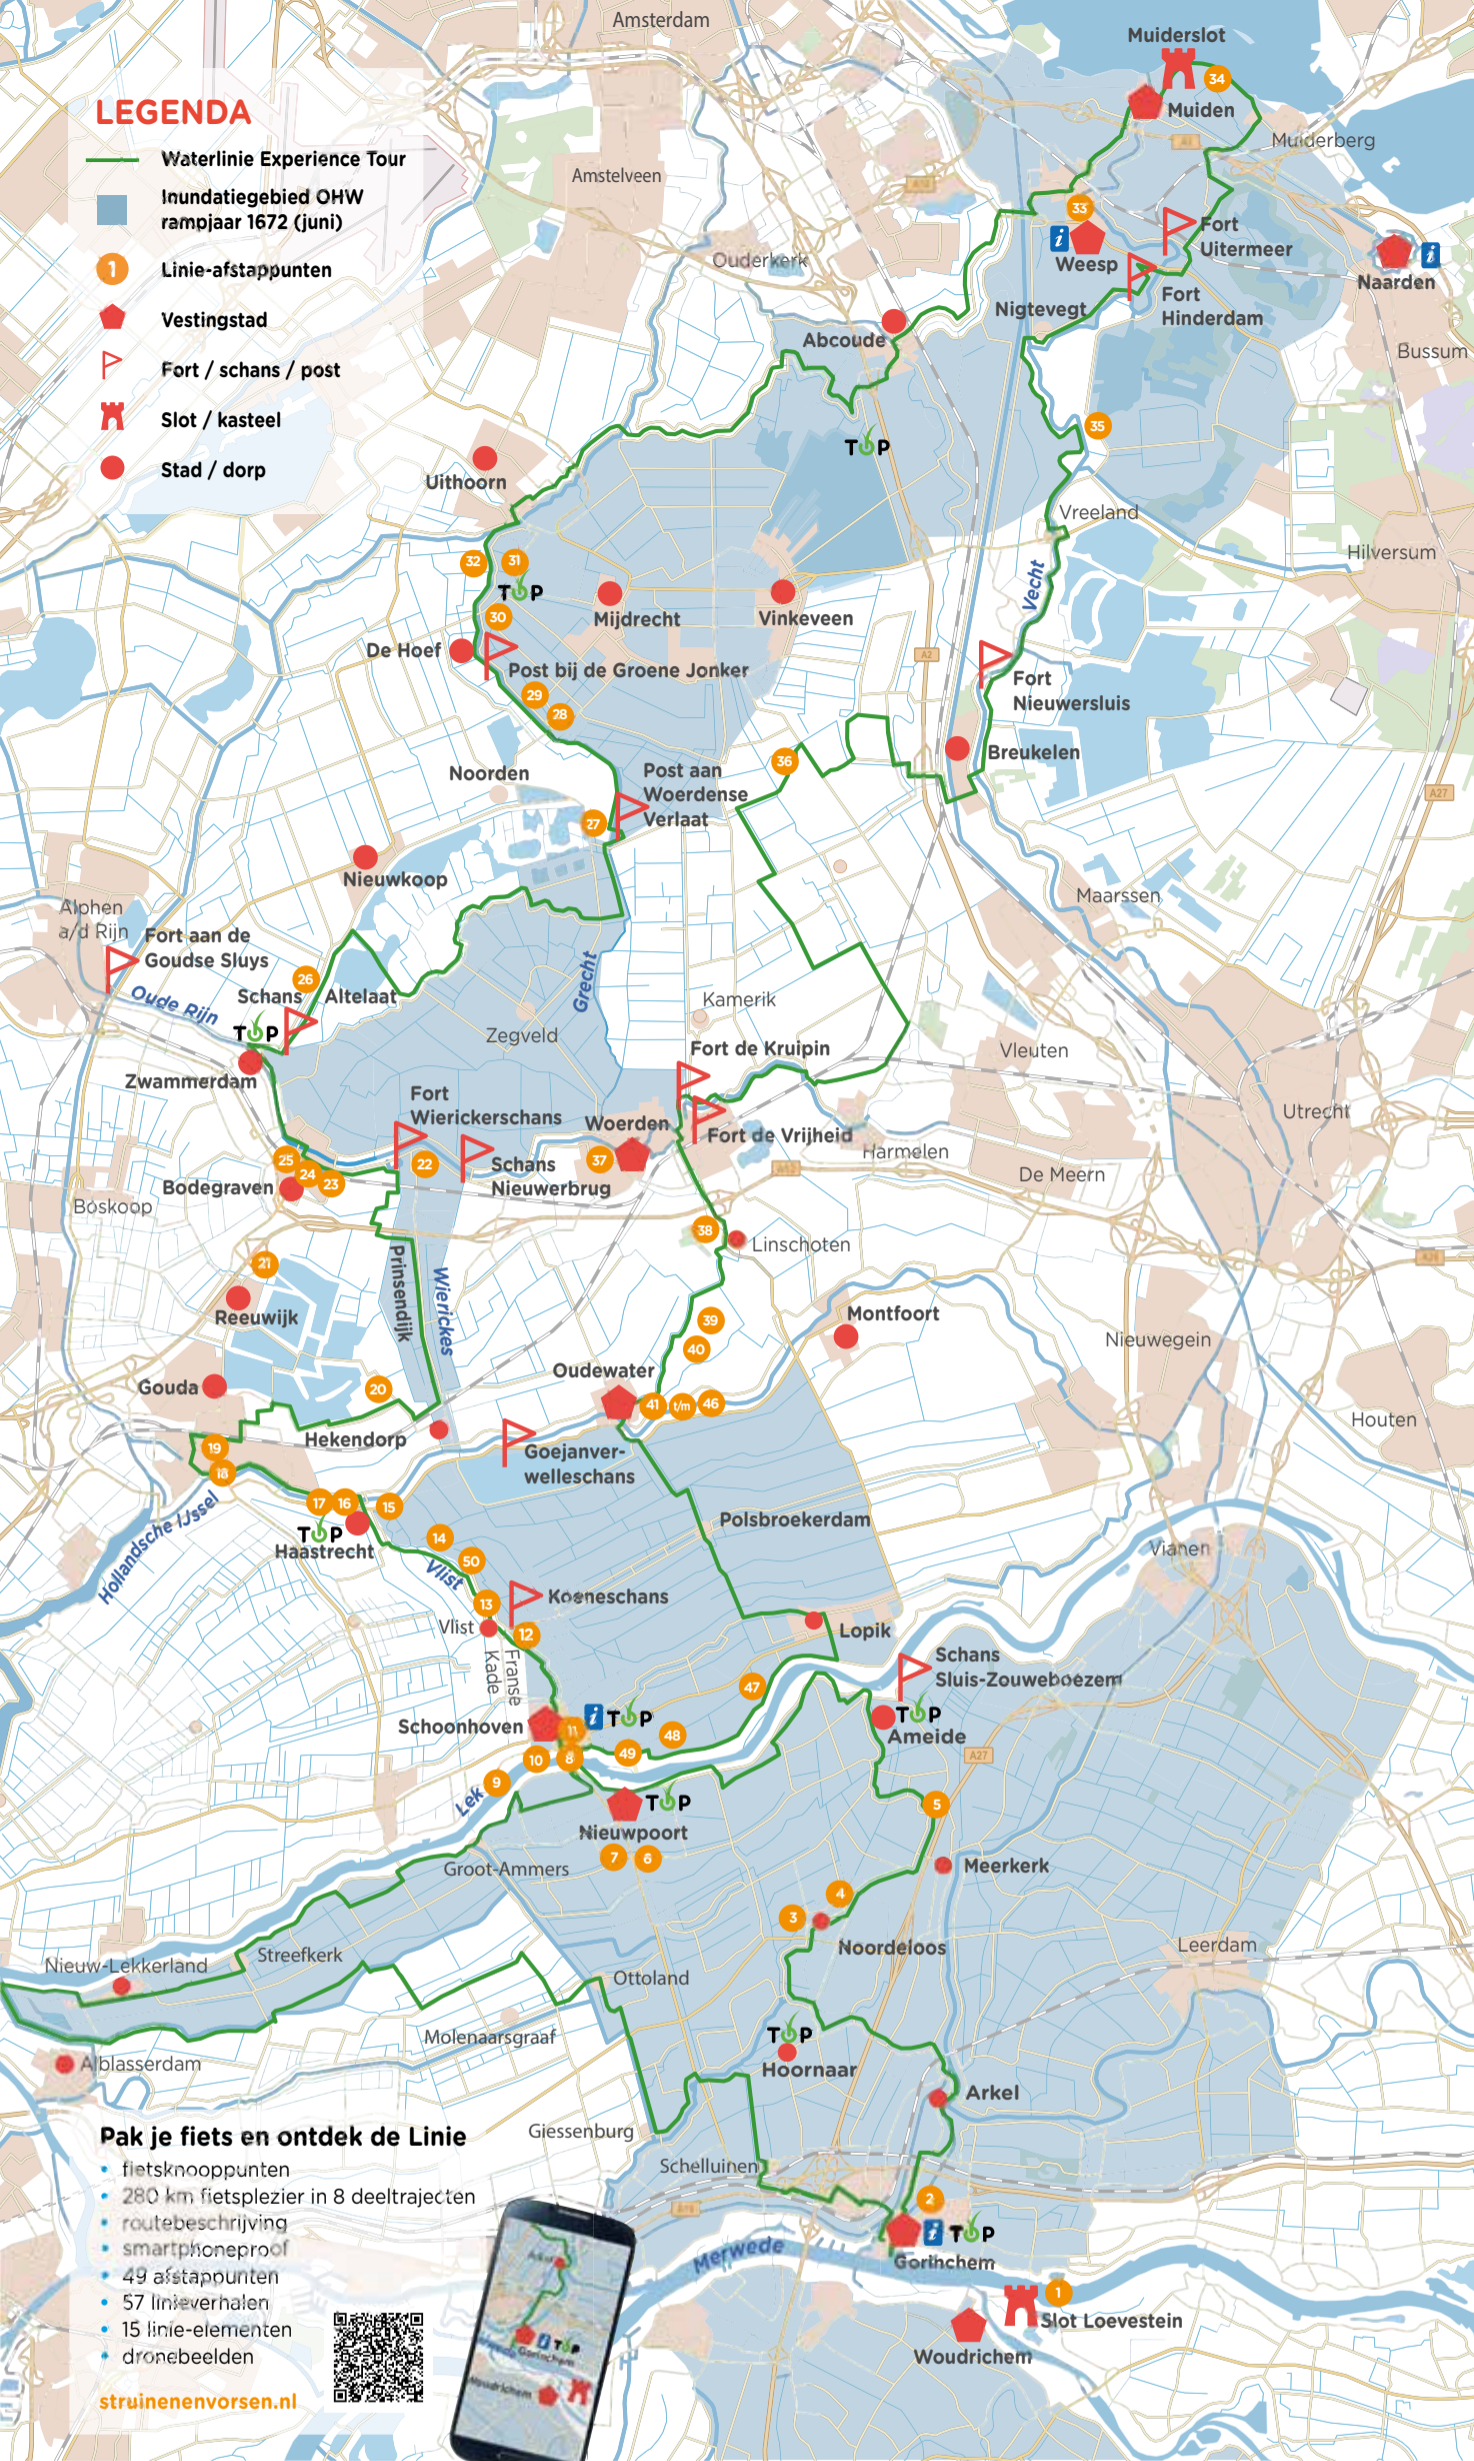 Amsterdam
Muiderslot
34
Muiden
Muiderberg
A1
LEGENDA
Waterlinie Experience Tour
Inundatiegebied OHW
rampjaar 1672 (juni)
1
Linie-afstappunten
Vestingstad
Fort / schans / post
Slot / kasteel
Stad / dorp
Amstelveen
Ouderkerk
33
i
Weesp
Fort
Uitermeer
Naarden
i
Fort
Hinderdam
Nigtevegt
Abcoude
Bussum
TOP
35
Uithoorn
Vreeland
Hilversum
Vecht
32
31
TOP
30
Mijdrecht
Vinkeveen
De Hoef
Post bij de Groene Jonker
A2
Fort
Nieuwersluis
29
28
Breukelen
36
Noorden
Post aan
Woerdense
Verlaat
27
A27
Nieuwkoop
Maarssen
Alphen
a/d Rijn
Fort aan de
Goudse Sluys
26
Schans Altelaat
Oude Rijn
Grecht
TOP
Zegveld
Kamerik
Zwammerdam
Fort de Kruipin
Vleuten
Fort
Wierickerschans
Woerden
Fort de Vrijheid
Utrecht
Harmelen
A12
De Meern
25
24
23
22
Schans
Nieuwerbrug
37
Bodegraven
Boskoop
38
Linschoten
21
Reeuwijk
Prinsendijk
Wierickes
39
40
Montfoort
Nieuwegein
Gouda
20
Oudewater
41
t/m
46
Houten
Hekendorp
19
18
Goejanver-
welleschans
Hollandsche IJssel
17
16
15
TOP
Haastrecht
Polsbroekerdam
14
50
Vlist
Vianen
13
Koeneschans
Vlist
12
Lopik
Franse
Kade
Schans
Sluis-Zouweboezem
47
Schoonhoven
i
TOP
11
48
TOP
Ameide
10
8
49
A27
9
Lek
TOP
5
Nieuwpoort
7
6
Groot-Ammers
Meerkerk
4
3
Noordeloos
Leerdam
Streefkerk
Nieuw-Lekkerland
Ottoland
Molenaarsgraaf
TOP
Hoornaar
Alblasserdam
Arkel
Giessenburg
Schelluinen
2
i
TOP
Gorinchem
Merwede
1
Slot Loevestein
Woudrichem
Pak je fiets en ontdek de Linie
• fietsknooppunten
• 280 km fietsplezier in 8 deeltrajecten
• routebeschrijving
• smartphoneproof
• 49 afstappunten
• 57 linieverhalen
• 15 linie-elementen
• dronebeelden
struinenenvorsen.nl
i
TOP
Gorinchem
Woudrichem